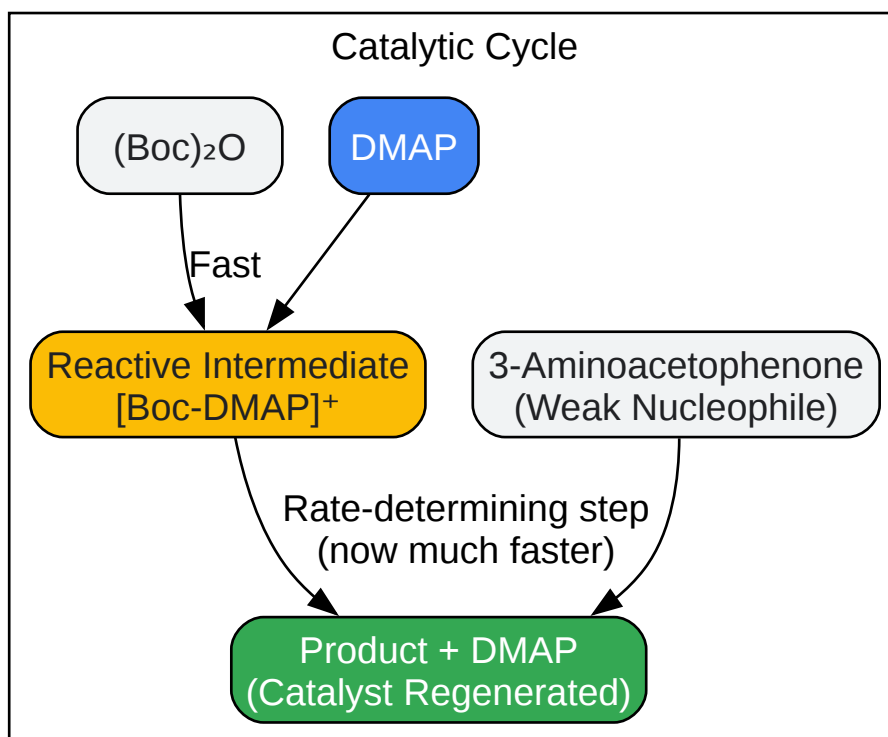 Catalytic Cycle
(Boc)₂O
DMAP
Fast
Reactive Intermediate
[Boc-DMAP]⁺
3-Aminoacetophenone
(Weak Nucleophile)
Rate-determining step
(now much faster)
Product + DMAP
(Catalyst Regenerated)